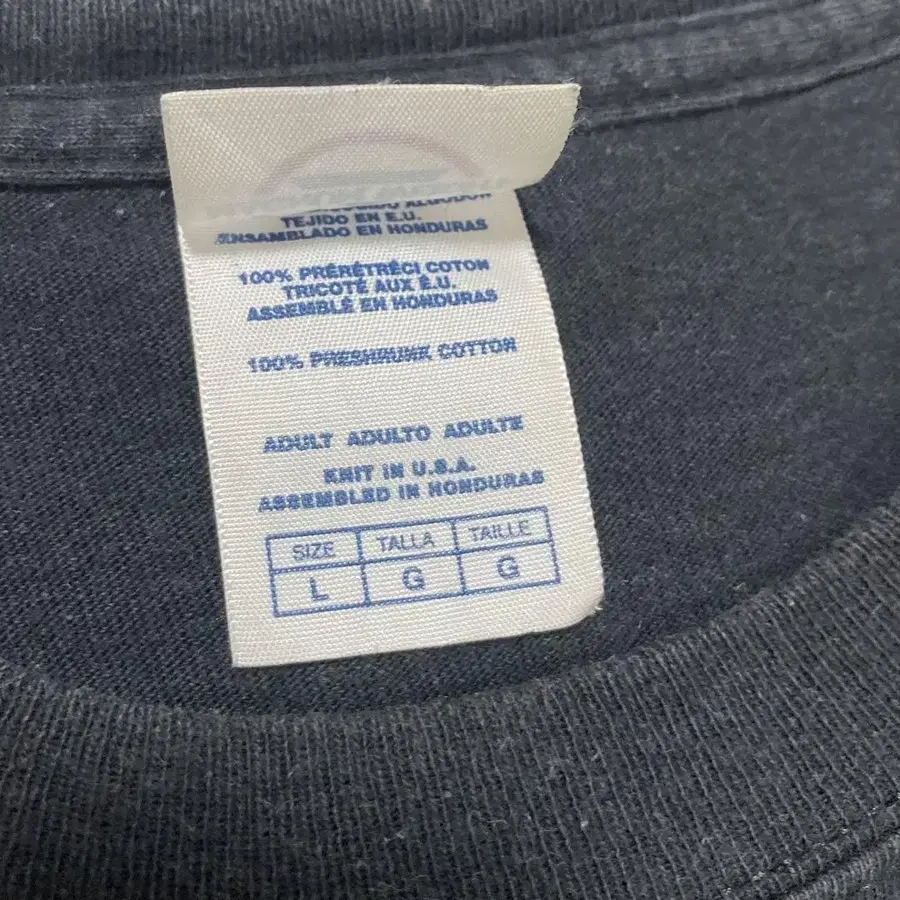 ALGODON
TEJIDO EN E.U.
ENSAMBLADO EN HONDURAS
100% PRÉRÉTRÉCI COTON
TRICOTÉ AUX É.U.
ASSEMBLÉ EN HONDURAS
100% PRESHRUNK COTTON
ADULT ADULTO ADULTE
KNIT IN U.S.A.
ASSEMBLED IN HONDURAS
SIZE TALLA TAILLE
L G G